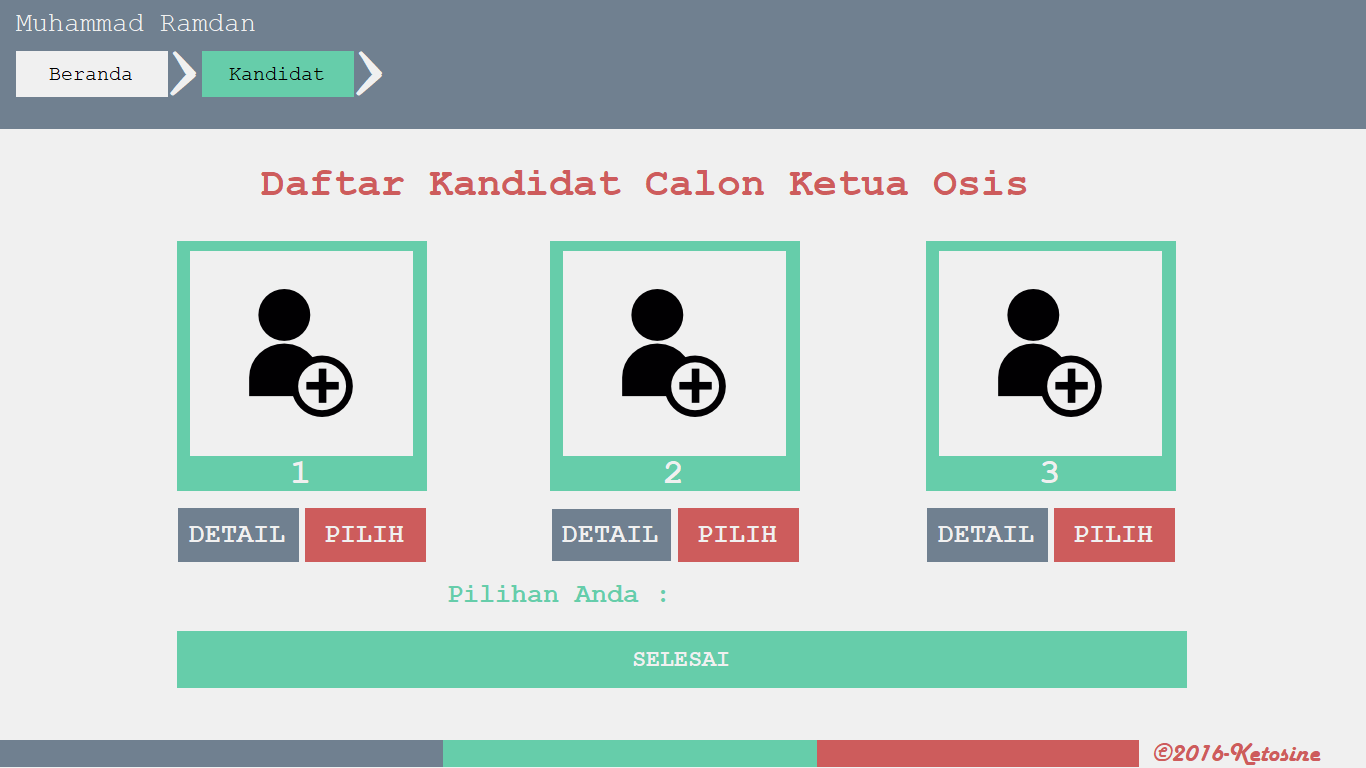 Muhammad Ramdan
Beranda
Kandidat
Daftar Kandidat Calon Ketua Osis
1
2
3
DETAIL PILIH
DETAIL PILIH
DETAIL PILIH
Pilihan Anda :
SELESAI
©2016-Ketosine